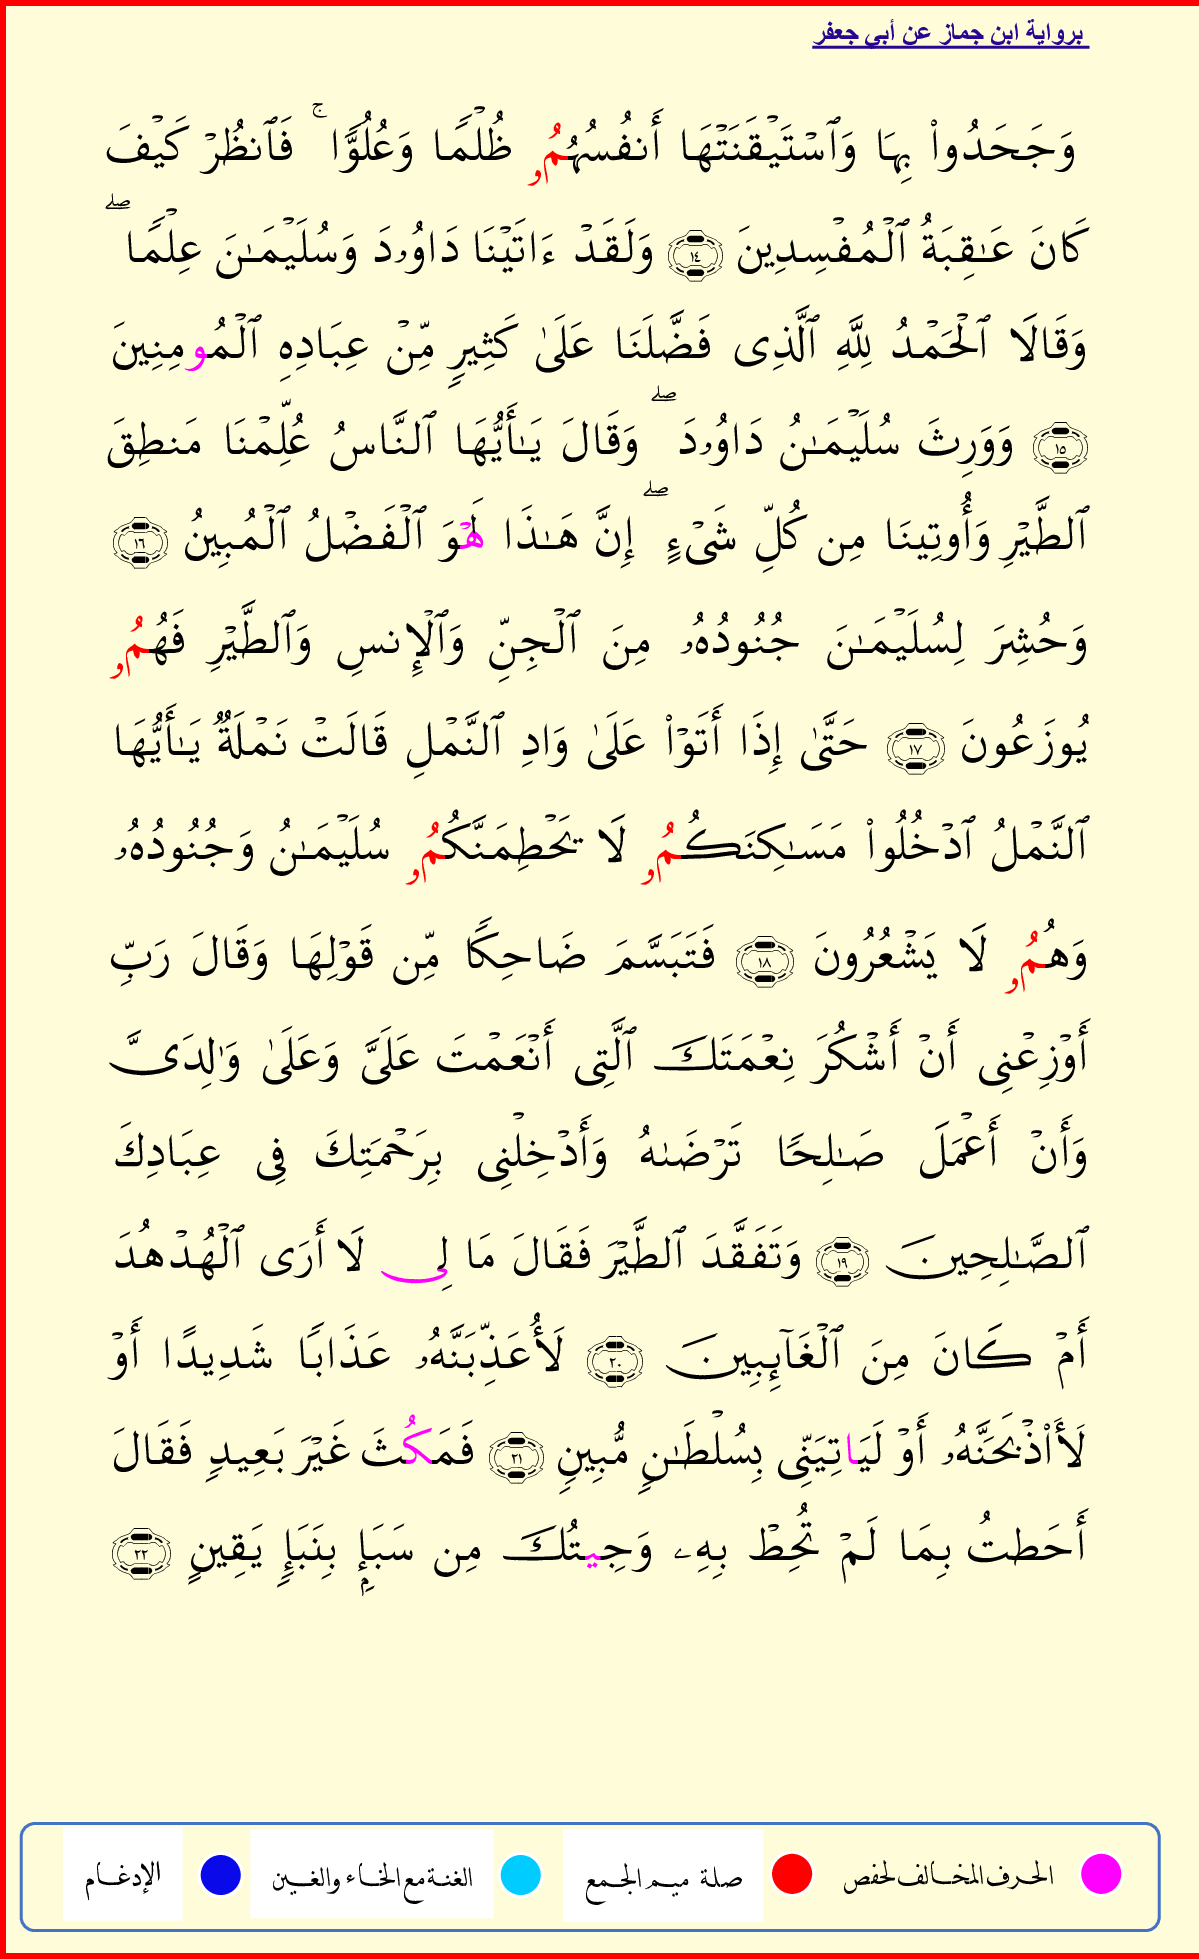 برواية ابن جماز عن أبي جعفر
وَجَحَدُوا۟ بِهَا وَٱسْتَيْقَنَتْهَا أَنفُسُهُمُۥ ظُلْمًا وَعُلُوًّا ۚ فَٱنظُرْ كَيْفَ
كَانَ عَـٰقِبَةُ ٱلْمُفْسِدِينَ ١٤ وَلَقَدْ ءَاتَيْنَا دَاوُۥدَ وَسُلَيْمَـٰنَ عِلْمًا ۖ
وَقَالَا ٱلْحَمْدُ لِلَّهِ ٱلَّذِى فَضَّلَنَا عَلَىٰ كَثِيرٍ مِّنْ عِبَادِهِ ٱلْمُومِنِينَ
١٥ وَوَرِثَ سُلَيْمَـٰنُ دَاوُۥدَ ۖ وَقَالَ يَـٰأَيُّهَا ٱلنَّاسُ عُلِّمْنَا مَنطِقَ
ٱلطَّيْرِ وَأُوتِينَا مِن كُلِّ شَىْءٍ ۖ إِنَّ هَـٰذَا لَهْوَ ٱلْفَضْلُ ٱلْمُبِينُ ١٦
وَحُشِرَ لِسُلَيْمَـٰنَ جُنُودُهُۥ مِنَ ٱلْجِنِّ وَٱلْإِنسِ وَٱلطَّيْرِ فَهُمُۥ
يُوزَعُونَ ١٧ حَتَّىٰ إِذَا أَتَوْا۟ عَلَىٰ وَادِ ٱلنَّمْلِ قَالَتْ نَمْلَةٌ يَـٰأَيُّهَا
ٱلنَّمْلُ ٱدْخُلُوا۟ مَسَـٰكِنَكُمُۥ لَا يَحْطِمَنَّكُمُۥ سُلَيْمَـٰنُ وَجُنُودُهُۥ
وَهُمُۥ لَا يَشْعُرُونَ ١٨ فَتَبَسَّمَ ضَاحِكًا مِّن قَوْلِهَا وَقَالَ رَبِّ
أَوْزِعْنِى أَنْ أَشْكُرَ نِعْمَتَكَ ٱلَّتِى أَنْعَمْتَ عَلَىَّ وَعَلَىٰ وَٰلِدَىَّ
وَأَنْ أَعْمَلَ صَـٰلِحًا تَرْضَىٰهُ وَأَدْخِلْنِى بِرَحْمَتِكَ فِى عِبَادِكَ
ٱلصَّـٰلِحِينَ ١٩ وَتَفَقَّدَ ٱلطَّيْرَ فَقَالَ مَا لِى لَا أَرَى ٱلْهُدْهُدَ
أَمْ كَانَ مِنَ ٱلْغَآئِبِينَ ٢٠ لَأُعَذِّبَنَّهُۥ عَذَابًا شَدِيدًا أَوْ
لَأَا۟ذْبَحَنَّهُۥ أَوْ لَيَاتِيَنِّى بِسُلْطَـٰنٍ مُّبِينٍ ٢١ فَمَكُثَ غَيْرَ بَعِيدٍ فَقَالَ
أَحَطتُ بِمَا لَمْ تُحِطْ بِهِۦ وَجِيتُكَ مِن سَبَإٍۭ بِنَبَإٍ يَقِينٍ ٢٢
الحرف المخالف لحفص صلة ميم الجمع الغنة مع الخاء والغين الإدغام